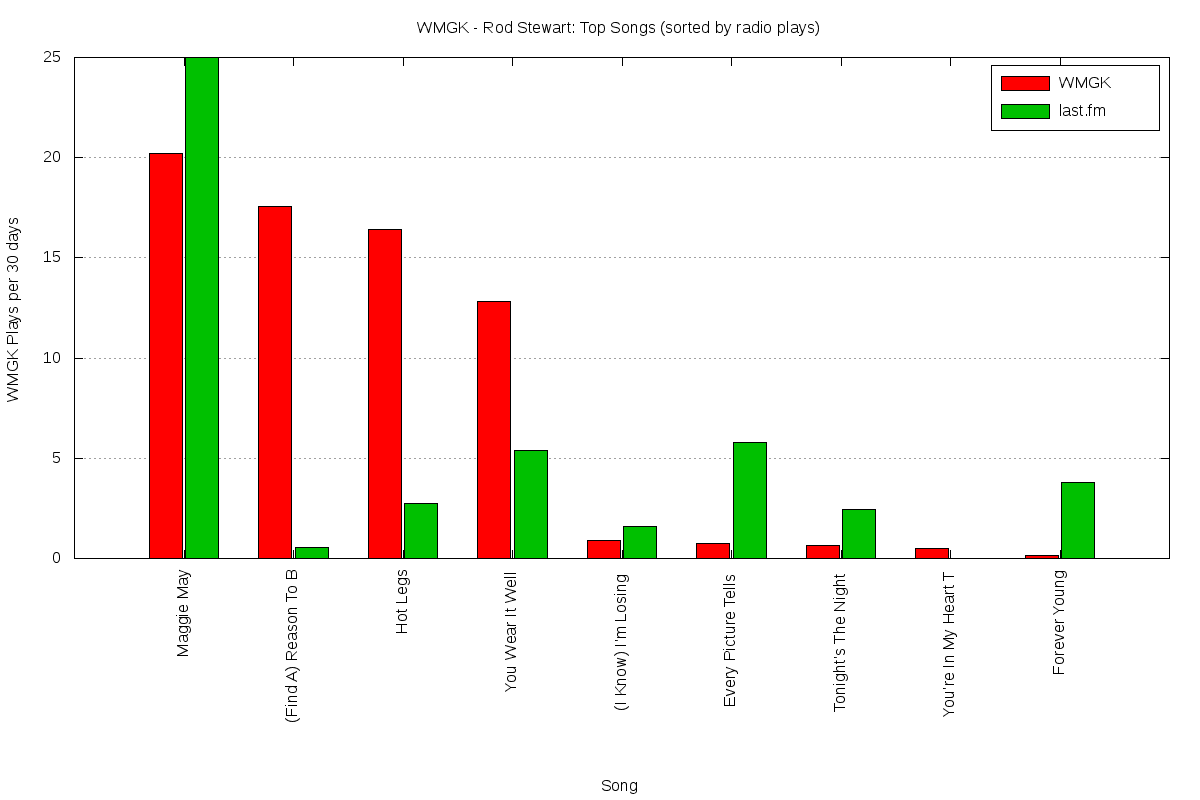 WMGK - Rod Stewart: Top Songs (sorted by radio plays)
WMGK
last.fm
WMGK Plays per 30 days
25
20
15
10
5
0
Maggie May
(Find A) Reason To B
Hot Legs
You Wear It Well
(I Know) I'm Losing
Every Picture Tells
Tonight's The Night
You're In My Heart T
Forever Young
Song